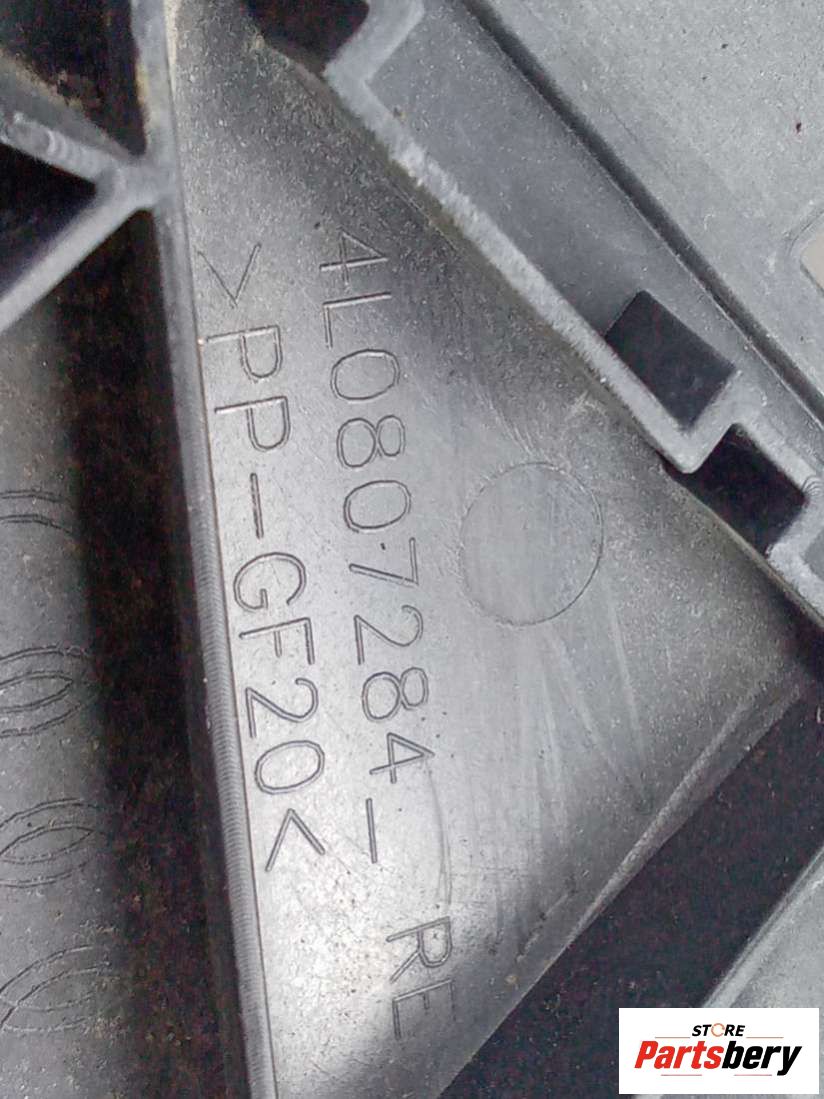 4L0807284- RE
>PP-GF20<
STORE
Partsbery